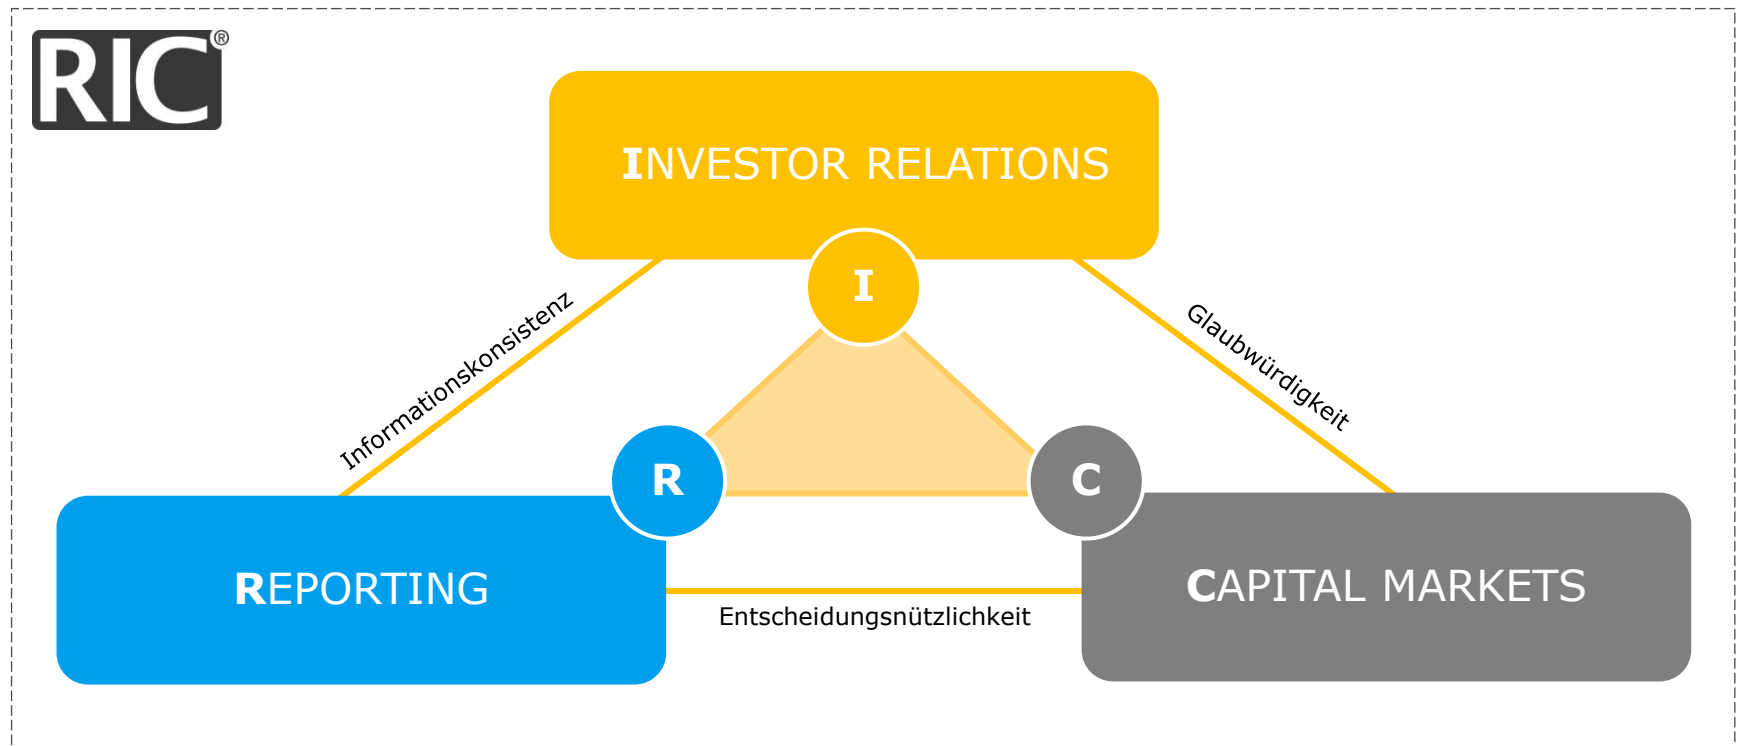 RIC®
INVESTOR RELATIONS
I
Informationskonsistenz
Glaubwürdigkeit
R
C
REPORTING
CAPITAL MARKETS
Entscheidungsnützlichkeit